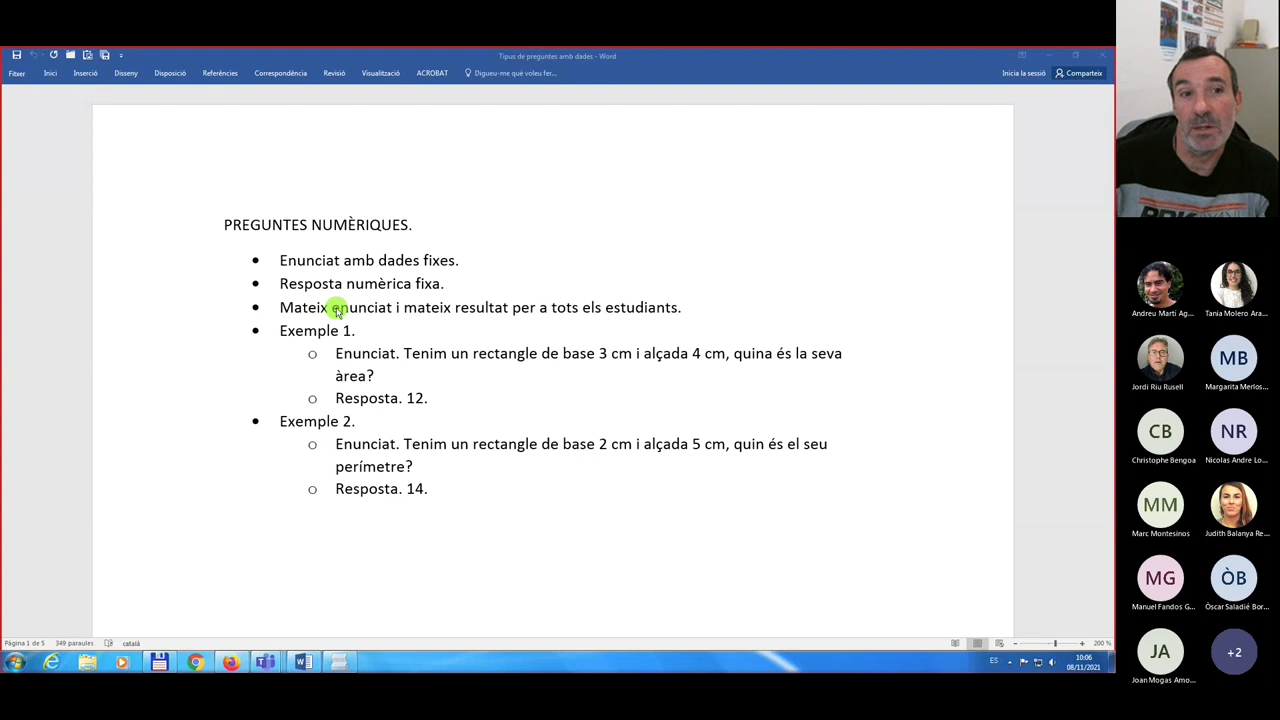 Tipus de preguntes amb dades - Word
Fitxer Inici Inserció Disseny Disposició Referències Correspondència Revisió Visualització ACROBAT Digueu-me què voleu fer... Inicia la sessió Comparteix
PREGUNTES NUMÈRIQUES.
• Enunciat amb dades fixes.
• Resposta numèrica fixa.
• Mateix enunciat i mateix resultat per a tots els estudiants.
• Exemple 1.
o Enunciat. Tenim un rectangle de base 3 cm i alçada 4 cm, quina és la seva
àrea?
o Resposta. 12.
• Exemple 2.
o Enunciat. Tenim un rectangle de base 2 cm i alçada 5 cm, quin és el seu
perímetre?
o Resposta. 14.
Pàgina 1 de 5 349 paraules català 200 %
ES 10:06
08/11/2021
Andreu Martí Ag... Tania Molero Ara...
MB
Jordi Riu Rusell Margarita Merlos...
CB NR
Christophe Bengoa Nicolas Andre Lo...
MM
Marc Montesinos Judith Balanya Re...
MG ÒB
Manuel Fandos G... Òscar Saladié Bor...
JA +2
Joan Mogas Amo...